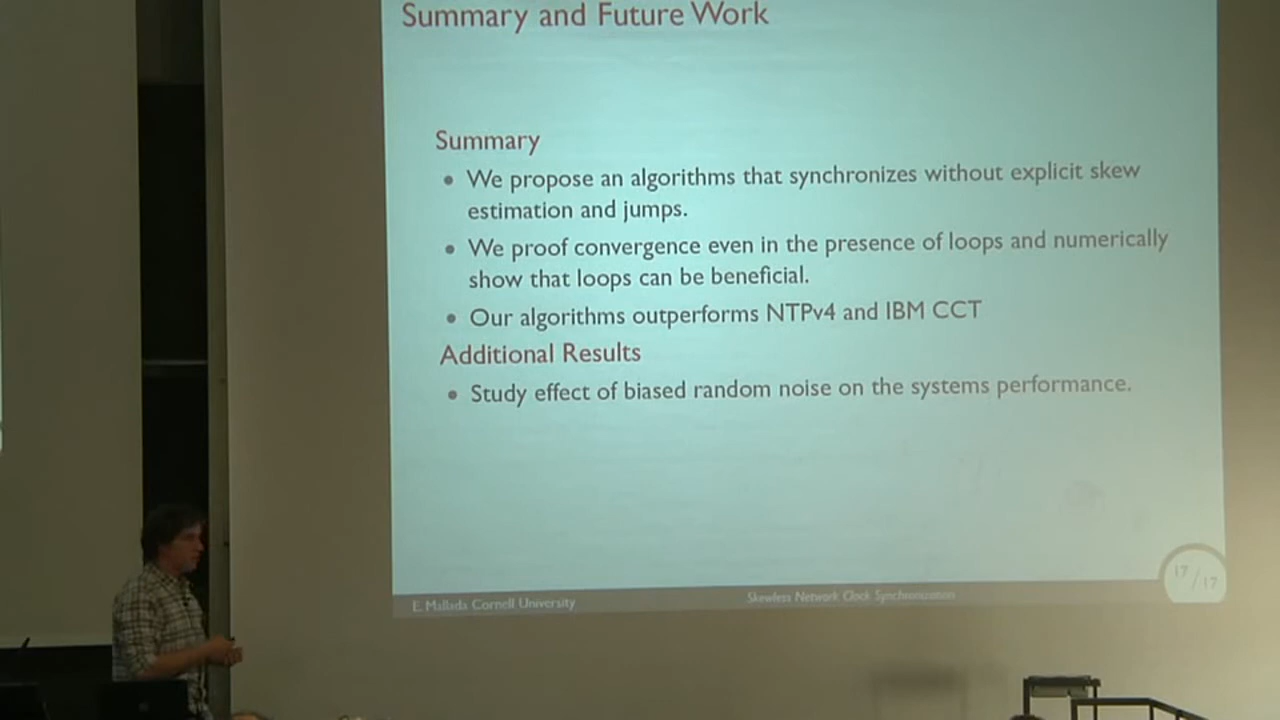 Summary and Future Work
Summary
• We propose an algorithms that synchronizes without explicit skew
estimation and jumps.
• We proof convergence even in the presence of loops and numerically
show that loops can be beneficial.
• Our algorithms outperforms NTPv4 and IBM CCT
Additional Results
• Study effect of biased random noise on the systems performance.
17/17
E. Mallada Cornell University
Skewless Network Clock Synchronization